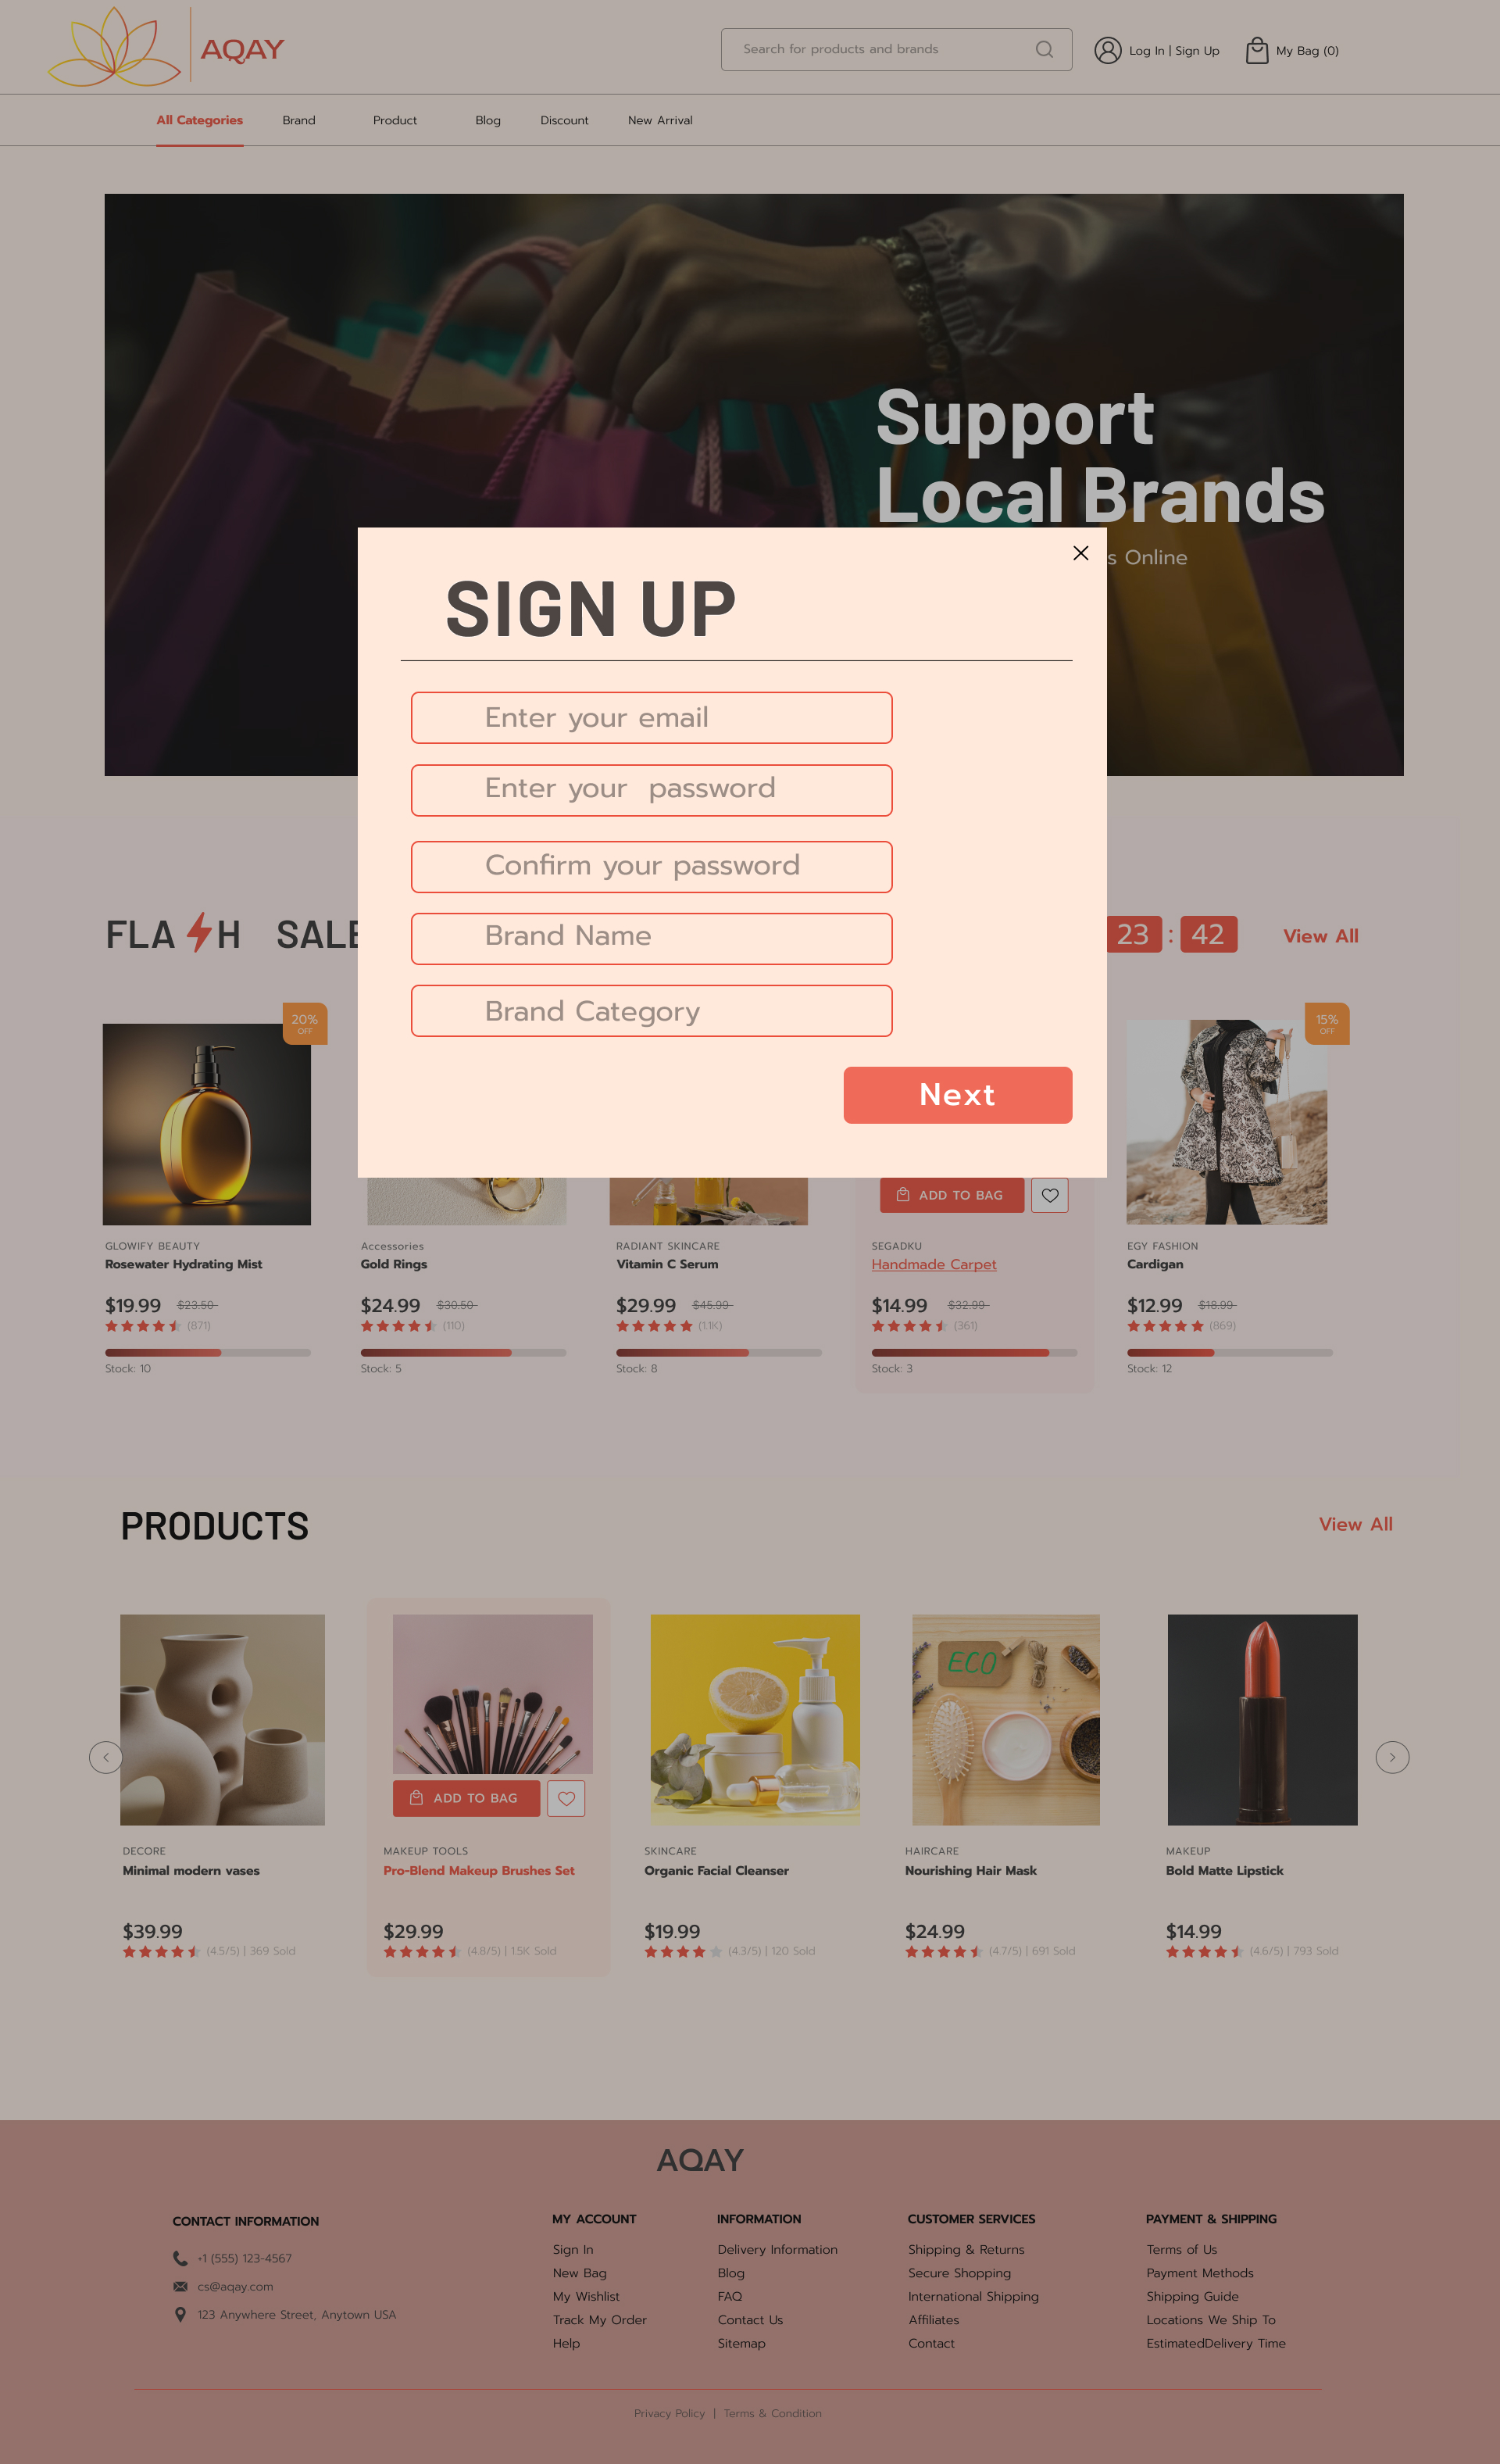 AQAY
Search for products and brands
Log In | Sign Up
My Bag (0)
All Categories
Brand
Product
Blog
Discount
New Arrival
Support
Local Brands
s Online
SIGN UP
Enter your email
Enter your  password
Confirm your password
Brand Name
Brand Category
Next
FLA H SALE
23 : 42
View All
20%
OFF
15%
OFF
ADD TO BAG
GLOWIFY BEAUTY
Rosewater Hydrating Mist
$19.99 $23.50
(871)
Stock: 10
Accessories
Gold Rings
$24.99 $30.50
(110)
Stock: 5
RADIANT SKINCARE
Vitamin C Serum
$29.99 $45.99
(1.1K)
Stock: 8
SEGADKU
Handmade Carpet
$14.99 $32.99
(361)
Stock: 3
EGY FASHION
Cardigan
$12.99 $18.99
(869)
Stock: 12
PRODUCTS
View All
ECO
ADD TO BAG
DECORE
Minimal modern vases
$39.99
(4.5/5) | 369 Sold
MAKEUP TOOLS
Pro-Blend Makeup Brushes Set
$29.99
(4.8/5) | 1.5K Sold
SKINCARE
Organic Facial Cleanser
$19.99
(4.3/5) | 120 Sold
HAIRCARE
Nourishing Hair Mask
$24.99
(4.7/5) | 691 Sold
MAKEUP
Bold Matte Lipstick
$14.99
(4.6/5) | 793 Sold
AQAY
CONTACT INFORMATION
+1 (555) 123-4567
cs@aqay.com
123 Anywhere Street, Anytown USA
MY ACCOUNT
Sign In
New Bag
My Wishlist
Track My Order
Help
INFORMATION
Delivery Information
Blog
FAQ
Contact Us
Sitemap
CUSTOMER SERVICES
Shipping & Returns
Secure Shopping
International Shipping
Affiliates
Contact
PAYMENT & SHIPPING
Terms of Us
Payment Methods
Shipping Guide
Locations We Ship To
EstimatedDelivery Time
Privacy Policy | Terms & Condition